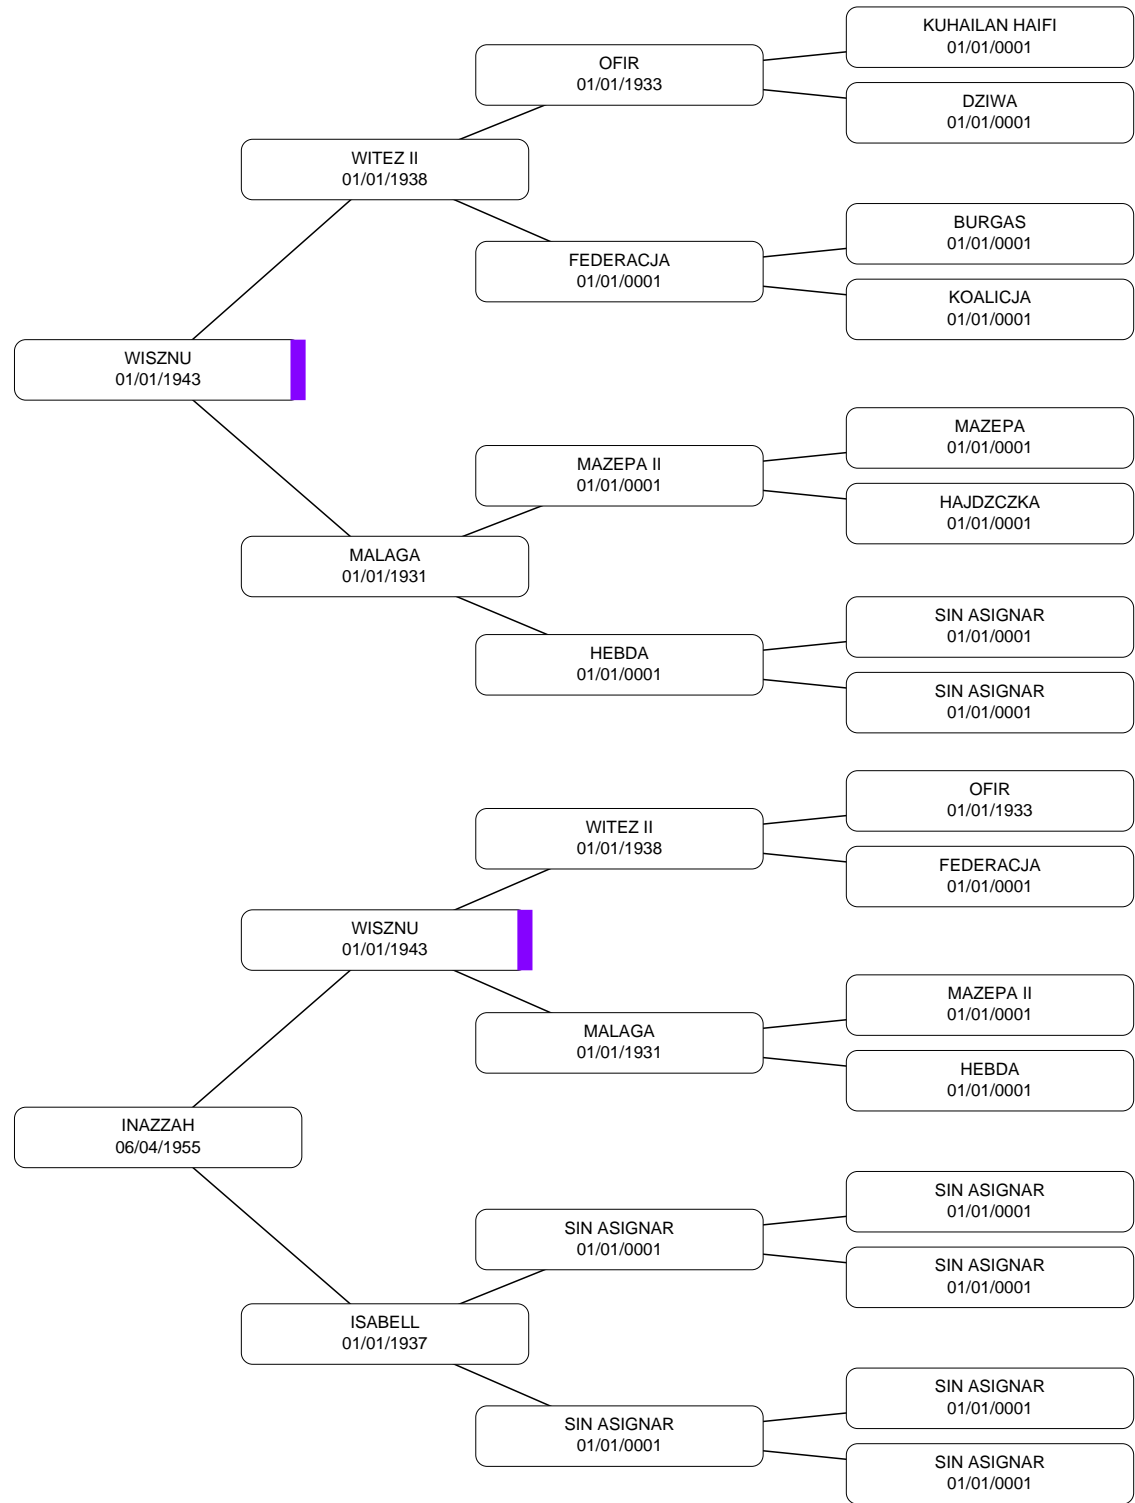 KUHAILAN HAIFI
01/01/0001
OFIR
01/01/1933
DZIWA
01/01/0001
WITEZ II
01/01/1938
BURGAS
01/01/0001
FEDERACJA
01/01/0001
KOALICJA
01/01/0001
WISZNU
01/01/1943
MAZEPA
01/01/0001
MAZEPA II
01/01/0001
HAJDZCZKA
01/01/0001
MALAGA
01/01/1931
SIN ASIGNAR
01/01/0001
HEBDA
01/01/0001
SIN ASIGNAR
01/01/0001
OFIR
01/01/1933
WITEZ II
01/01/1938
FEDERACJA
01/01/0001
WISZNU
01/01/1943
MAZEPA II
01/01/0001
MALAGA
01/01/1931
HEBDA
01/01/0001
INAZZAH
06/04/1955
SIN ASIGNAR
01/01/0001
SIN ASIGNAR
01/01/0001
SIN ASIGNAR
01/01/0001
ISABELL
01/01/1937
SIN ASIGNAR
01/01/0001
SIN ASIGNAR
01/01/0001
SIN ASIGNAR
01/01/0001